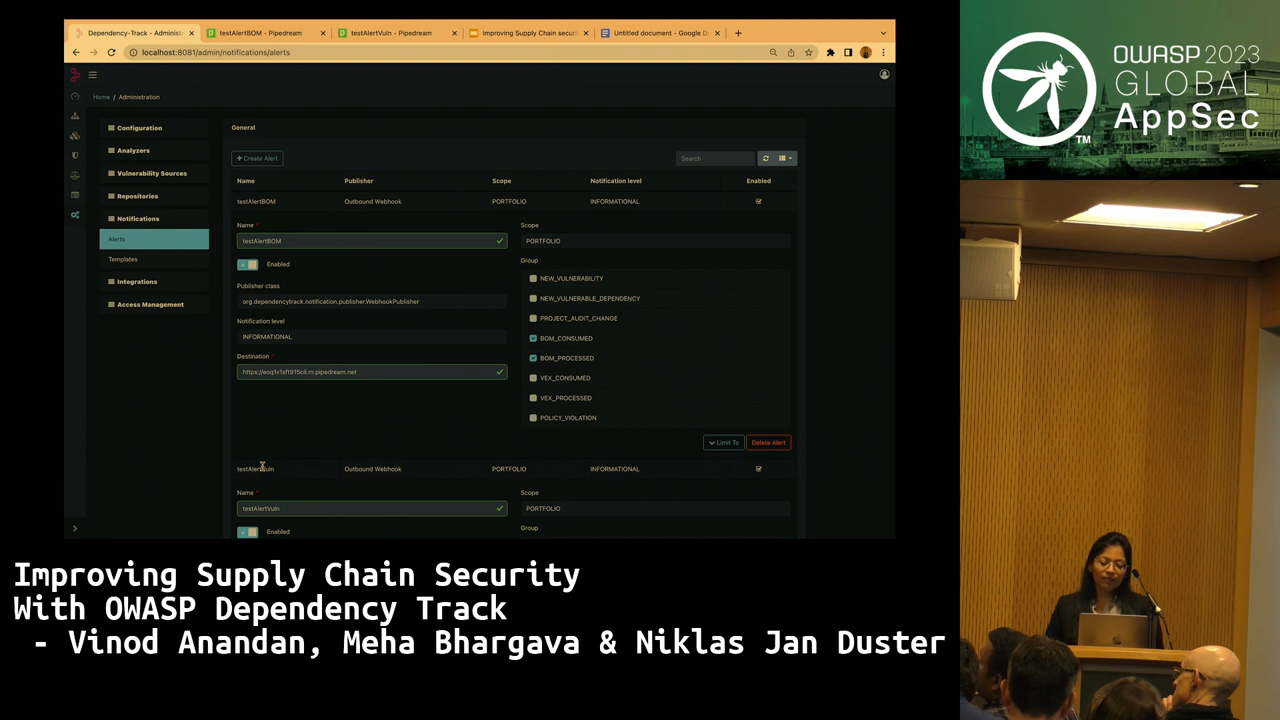 Dependency-Track - Administr
testAlertBOM - Pipedream
testAlertVuln - Pipedream
Improving Supply Chain securi
Untitled document - Google D
localhost:8081/admin/notifications/alerts
Home / Administration
Configuration
Analyzers
Vulnerability Sources
Repositories
Notifications
Alerts
Templates
Integrations
Access Management
General
+ Create Alert
Search
Name Publisher Scope Notification level Enabled
testAlertBOM Outbound Webhook PORTFOLIO INFORMATIONAL
Name *
testAlertBOM
Enabled
Publisher class
org.dependencytrack.notification.publisher.WebhookPublisher
Notification level
INFORMATIONAL
Destination *
Scope
PORTFOLIO
Group
NEW_VULNERABILITY
NEW_VULNERABLE_DEPENDENCY
PROJECT_AUDIT_CHANGE
BOM_CONSUMED
BOM_PROCESSED
VEX_CONSUMED
VEX_PROCESSED
POLICY_VIOLATION
Limit To
Delete Alert
testAlertVuln Outbound Webhook PORTFOLIO INFORMATIONAL
Name *
testAlertVuln
Enabled
Scope
PORTFOLIO
Group
OWASP 2023
GLOBAL
AppSec
TM
Improving Supply Chain Security
With OWASP Dependency Track
- Vinod Anandan, Meha Bhargava & Niklas Jan Duster